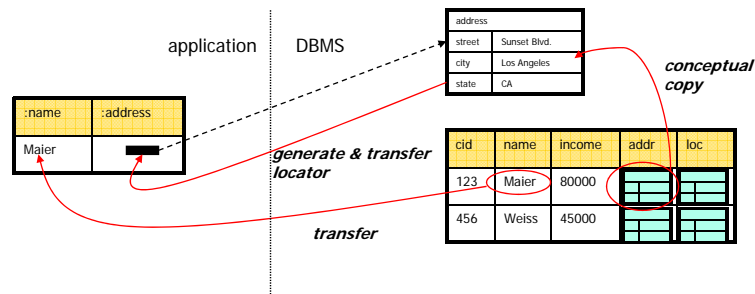 address
application DBMS
street Sunset Blvd.
city Los Angeles
state CA
conceptual
copy
:name :address
Maier
generate & transfer
locator
cid name income addr loc
123 Maier 80000
456 Weiss 45000
transfer